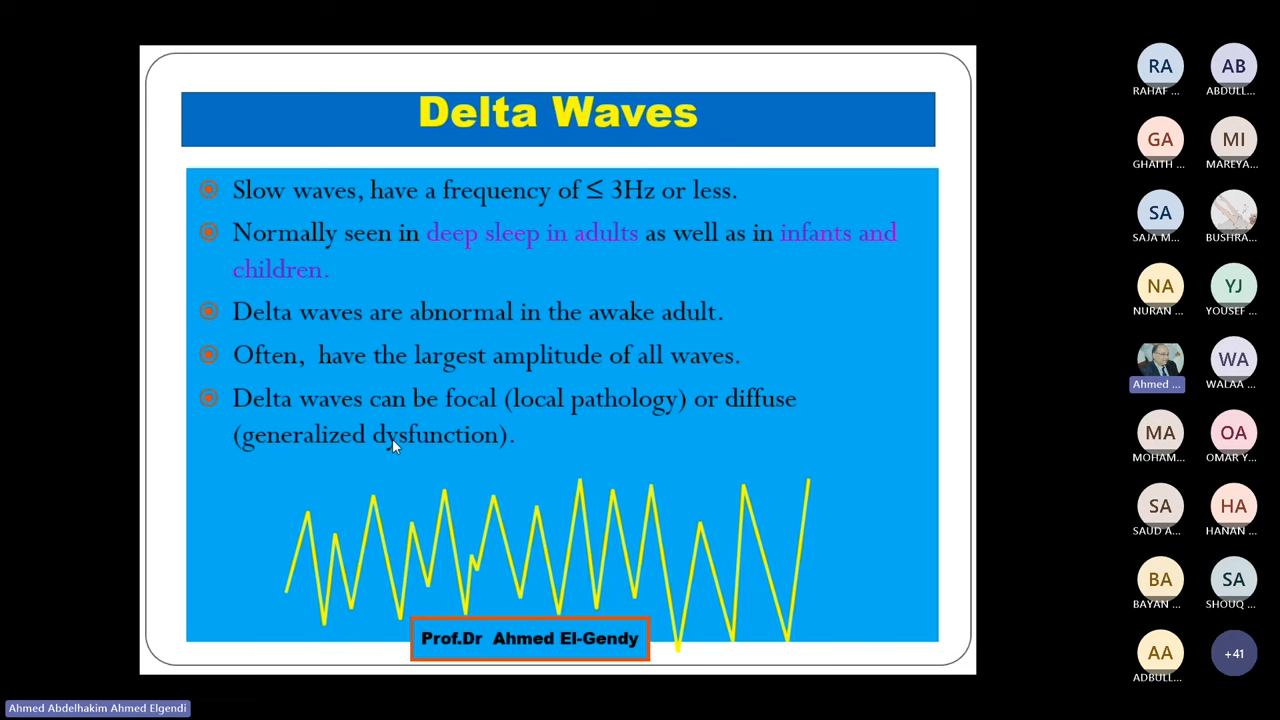 Delta Waves
Slow waves, have a frequency of ≤ 3Hz or less.
Normally seen in deep sleep in adults as well as in infants and
children.
Delta waves are abnormal in the awake adult.
Often, have the largest amplitude of all waves.
Delta waves can be focal (local pathology) or diffuse
(generalized dysfunction).
Prof.Dr Ahmed El-Gendy
RA AB
RAHAF ... ABDULL...
GA MI
GHAITH ... MAREYA...
SA
SAJA M... BUSHRA...
NA YJ
NURAN ... YOUSEF ...
WA
Ahmed ... WALAA ...
MA OA
MOHAM... OMAR Y...
SA HA
SAUD A... HANAN ...
BA SA
BAYAN ... SHOUQ ...
AA +41
ADBULL...
Ahmed Abdelhakim Ahmed Elgendi